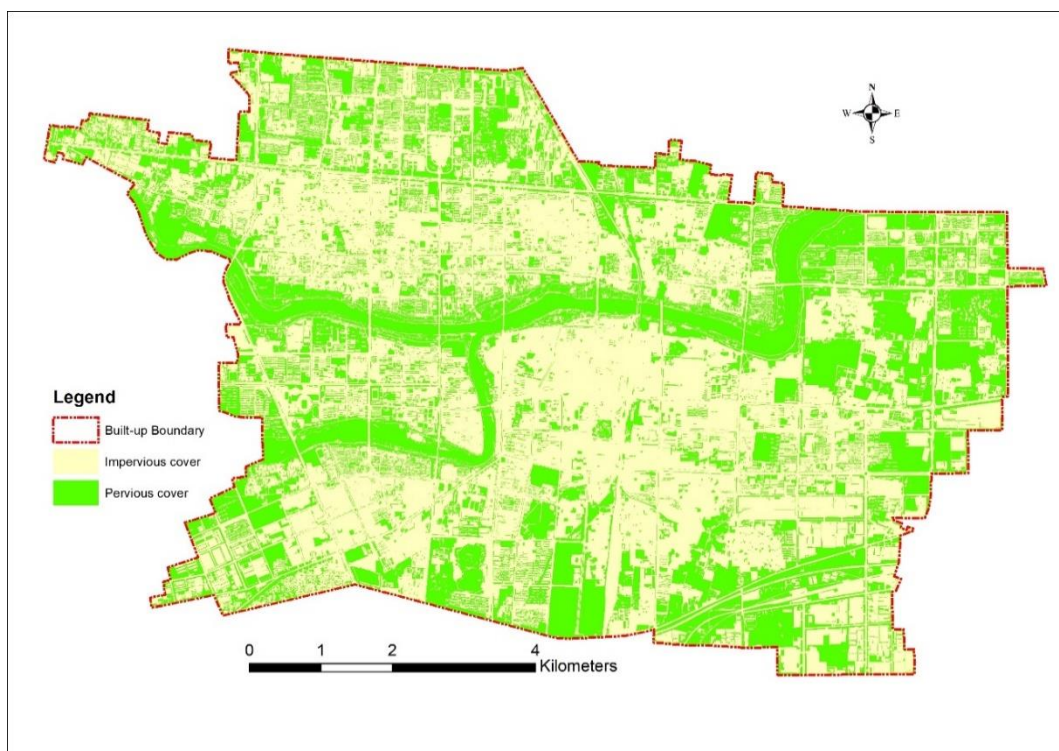 N
W E
S
Legend
Built-up Boundary
Impervious cover
Pervious cover
0 1 2 4
Kilometers